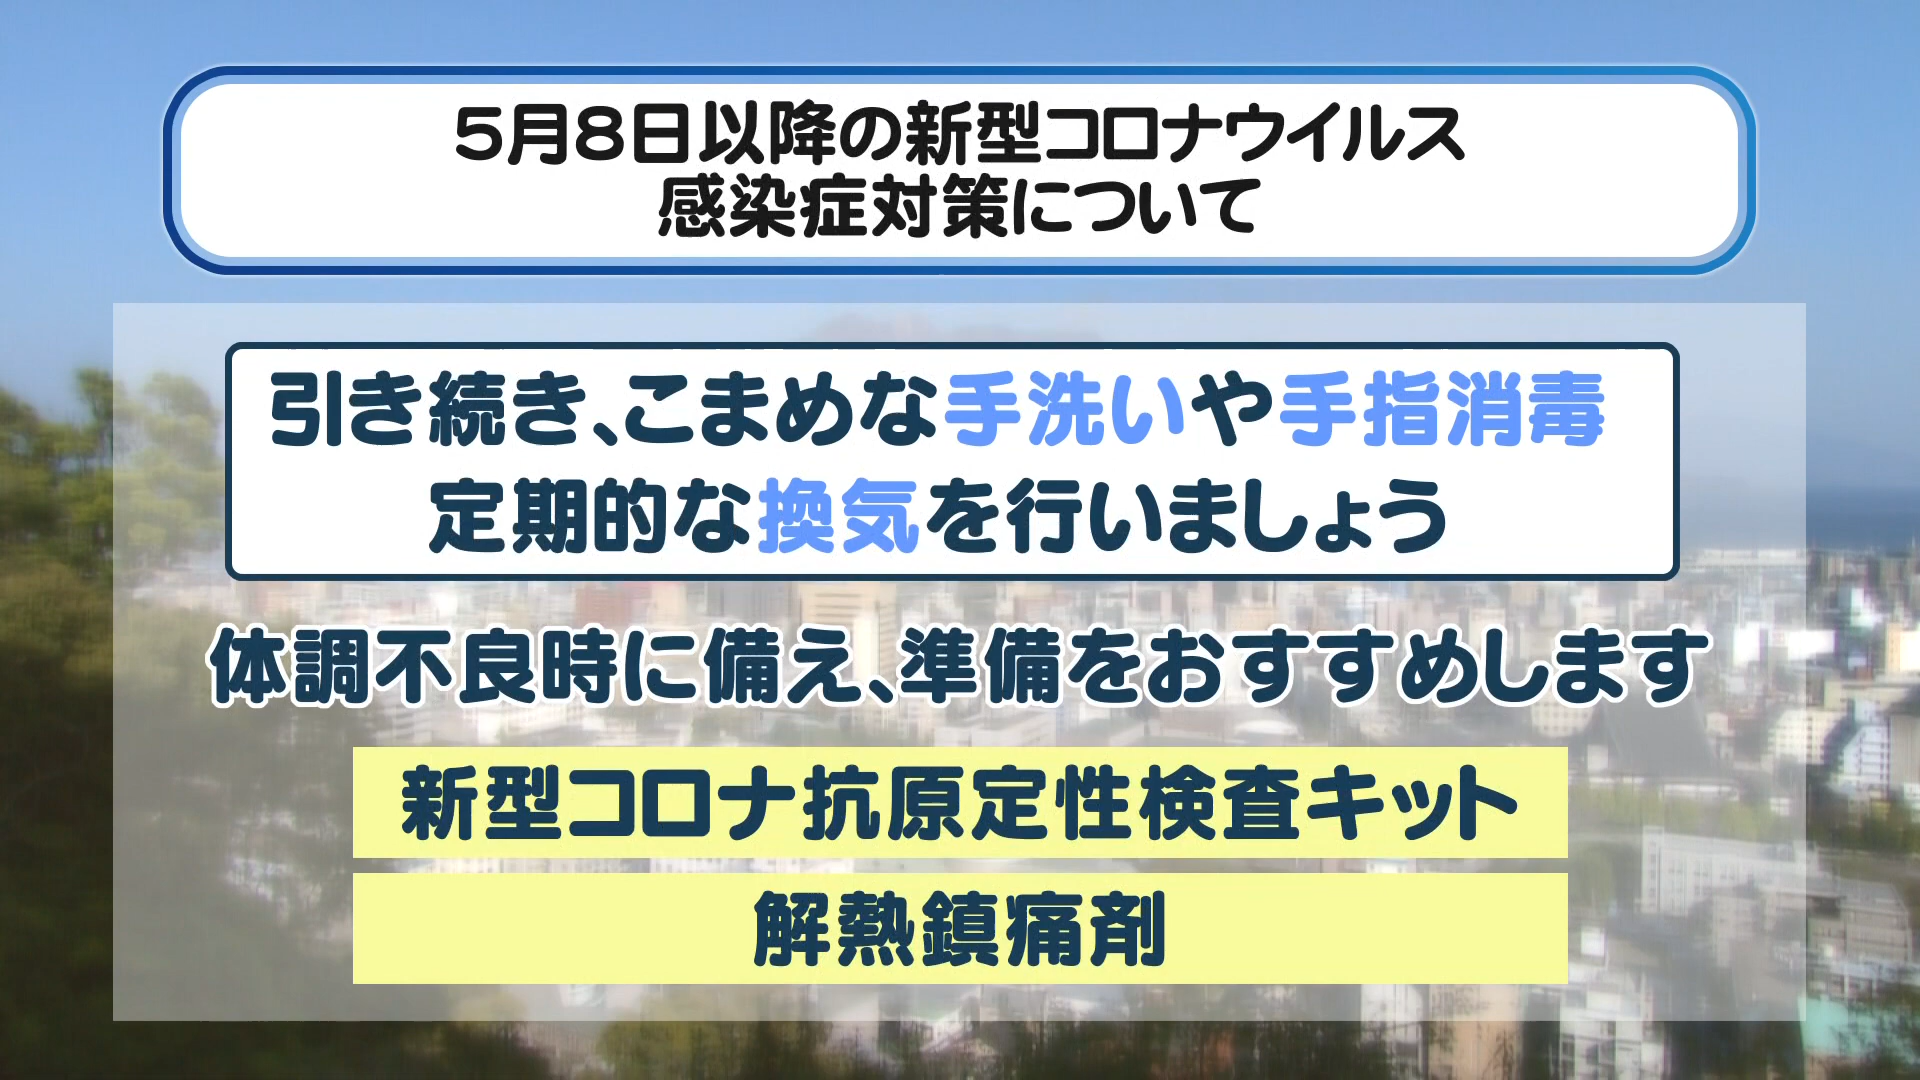 5月8日以降の新型コロナウイルス
感染症対策について
引き続き、こまめな手洗いや手指消毒
定期的な換気を行いましょう
体調不良時に備え、準備をおすすめします
新型コロナ抗原定性検査キット
解熱鎮痛剤